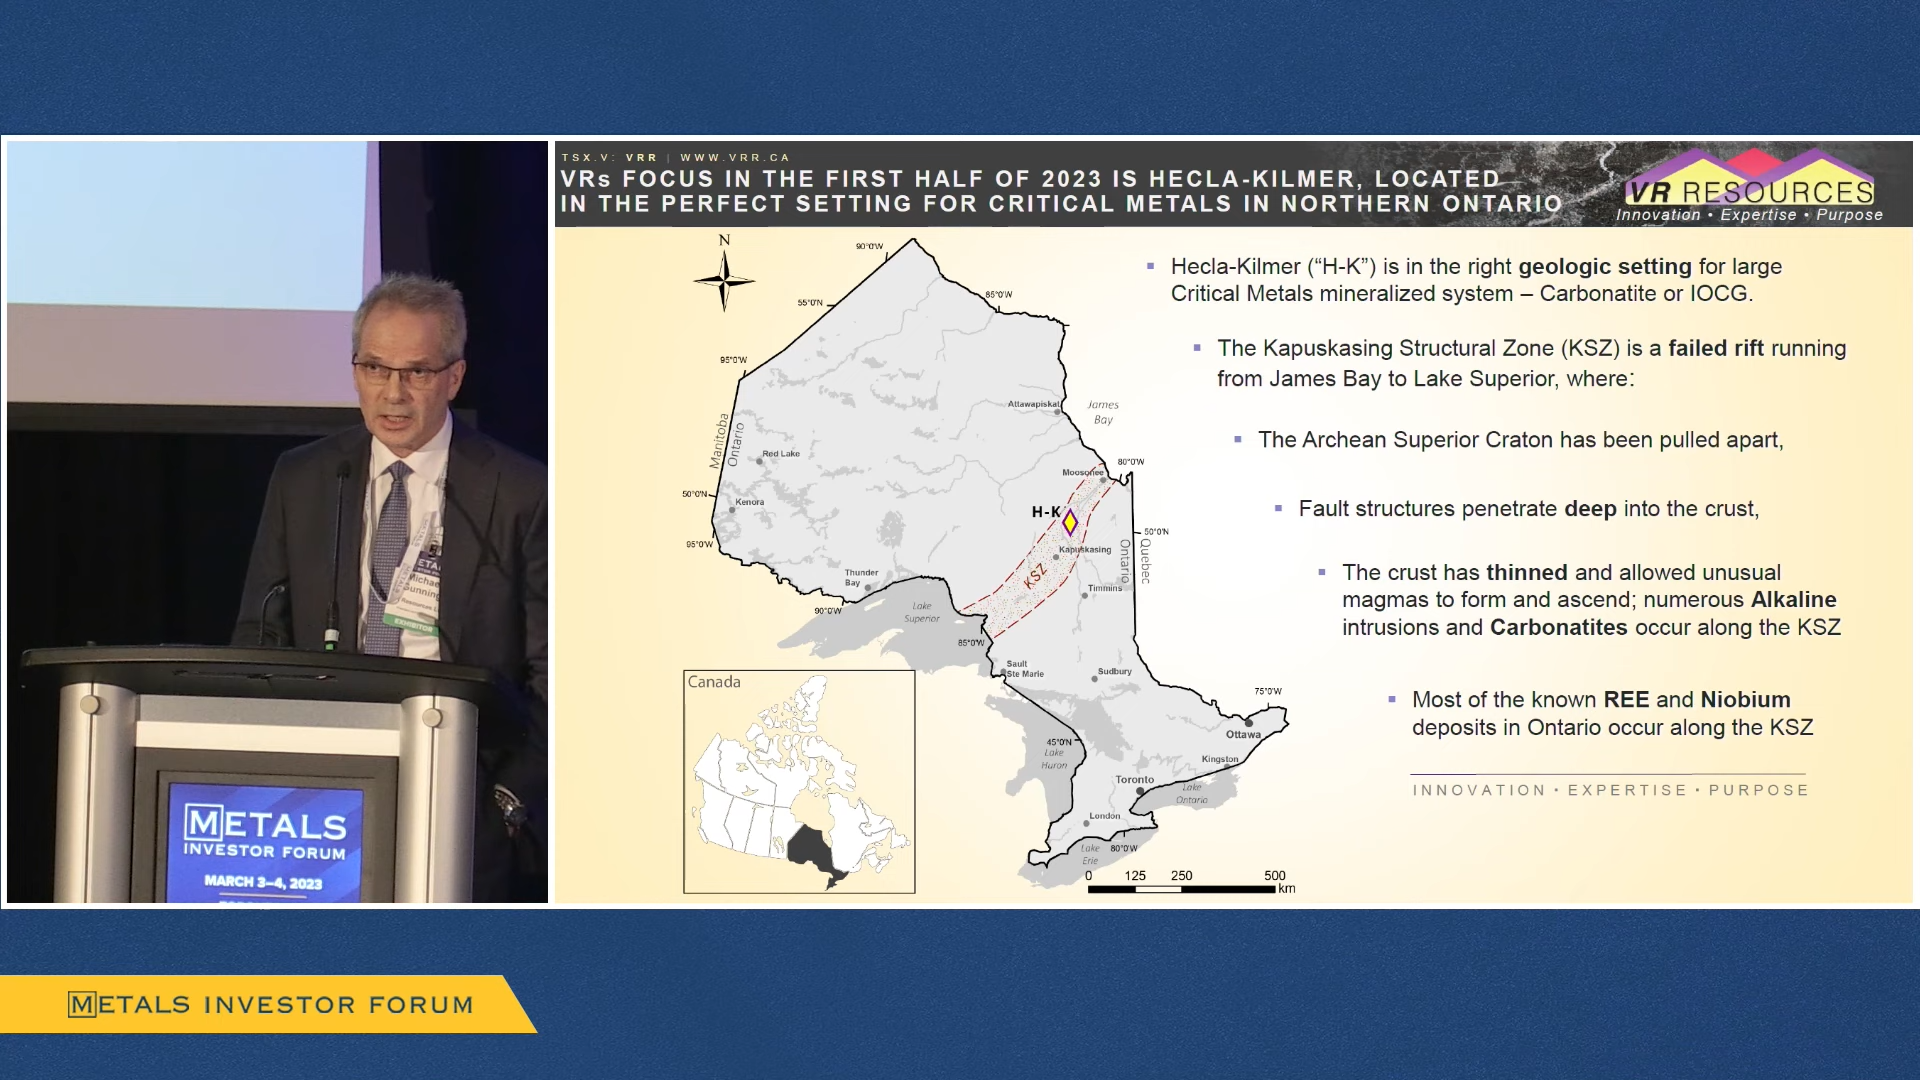 TSX.V: VRR | WWW.VRR.CA
VRs FOCUS IN THE FIRST HALF OF 2023 IS HECLA-KILMER, LOCATED
IN THE PERFECT SETTING FOR CRITICAL METALS IN NORTHERN ONTARIO
VR RESOURCES
Innovation • Expertise • Purpose
N
90°0'W
55°0'N
85°0'W
95°0'W
Attawapiskat
James
Bay
Manitoba
Ontario
Red Lake
80°0'W
Moosonee
50°0'N
Kenora
H-K
50°0'N
95°0'W
Kapuskasing
Ontario
Quebec
KSZ
Thunder
Bay
Timmins
90°0'W
Lake
Superior
85°0'W
Sault
Ste Marie
Sudbury
75°0'W
Ottawa
45°0'N
Lake
Huron
Kingston
Toronto
Lake
Ontario
London
Lake
Erie
80°0'W
0 125 250 500
km
Canada
▪ Hecla-Kilmer (“H-K”) is in the right geologic setting for large
Critical Metals mineralized system – Carbonatite or IOCG.
▪ The Kapuskasing Structural Zone (KSZ) is a failed rift running
from James Bay to Lake Superior, where:
▪ The Archean Superior Craton has been pulled apart,
▪ Fault structures penetrate deep into the crust,
▪ The crust has thinned and allowed unusual
magmas to form and ascend; numerous Alkaline
intrusions and Carbonatites occur along the KSZ
▪ Most of the known REE and Niobium
deposits in Ontario occur along the KSZ
INNOVATION • EXPERTISE • PURPOSE
Michael
Gunning
EXHIBITOR
METALS
INVESTOR FORUM
MARCH 3–4, 2023
METALS INVESTOR FORUM